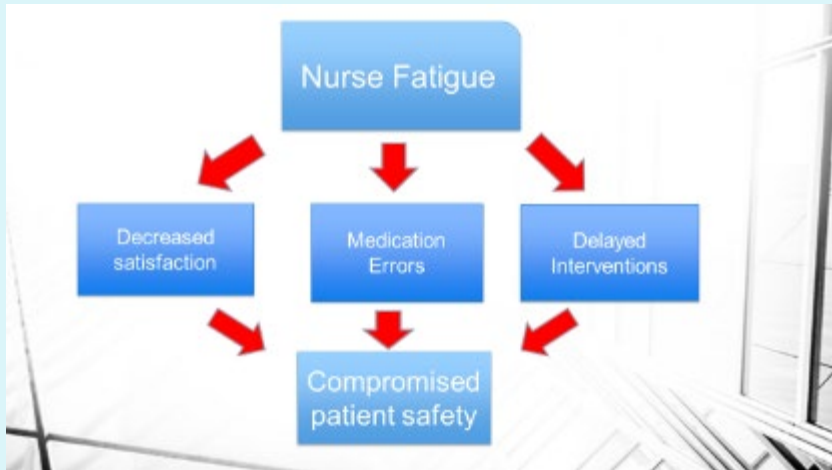 Nurse Fatigue
Decreased
satisfaction
Medication
Errors
Delayed
Interventions
Compromised
patient safety